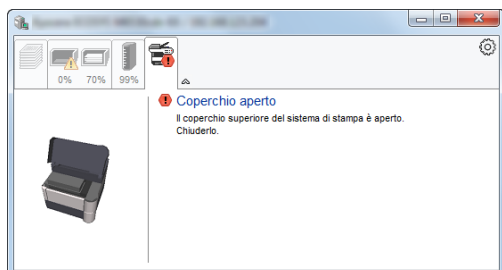 0% 70% 99%
Coperchio aperto
Il coperchio superiore del sistema di stampa è aperto.
Chiuderlo.